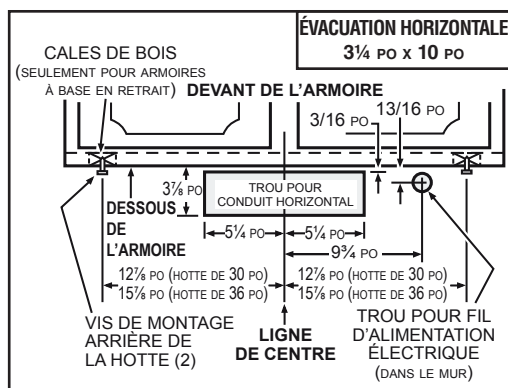 ÉVACUATION HORIZONTALE
3¼ PO X 10 PO
CALES DE BOIS
(SEULEMENT POUR ARMOIRES
À BASE EN RETRAIT)
DEVANT DE L'ARMOIRE
3/16 PO
13/16 PO
3⅞ PO
TROU POUR
CONDUIT HORIZONTAL
DESSOUS
DE
L'ARMOIRE
5¼ PO
5¼ PO
9¾ PO
12⅞ PO (HOTTE DE 30 PO)
15⅞ PO (HOTTE DE 36 PO)
12⅞ PO (HOTTE DE 30 PO)
15⅞ PO (HOTTE DE 36 PO)
VIS DE MONTAGE
ARRIÈRE DE
LA HOTTE (2)
LIGNE
DE CENTRE
TROU POUR FIL
D'ALIMENTATION
ÉLECTRIQUE
(DANS LE MUR)